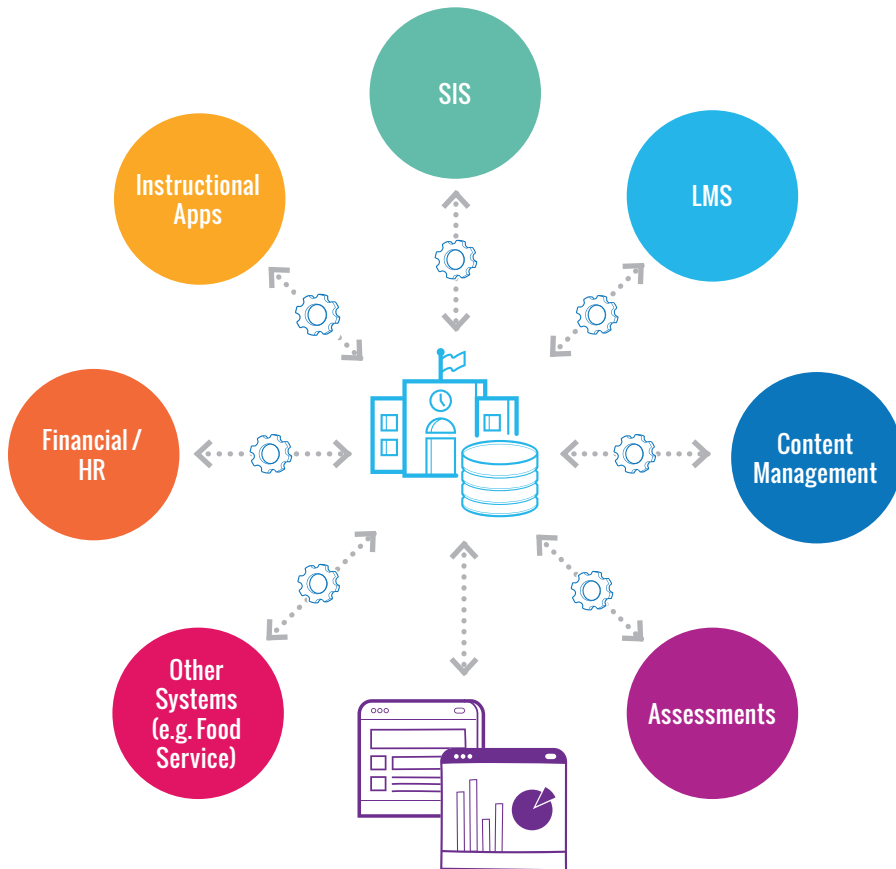 SIS
Instructional
Apps
LMS
Financial /
HR
Content
Management
Other
Systems
(e.g. Food
Service)
Assessments